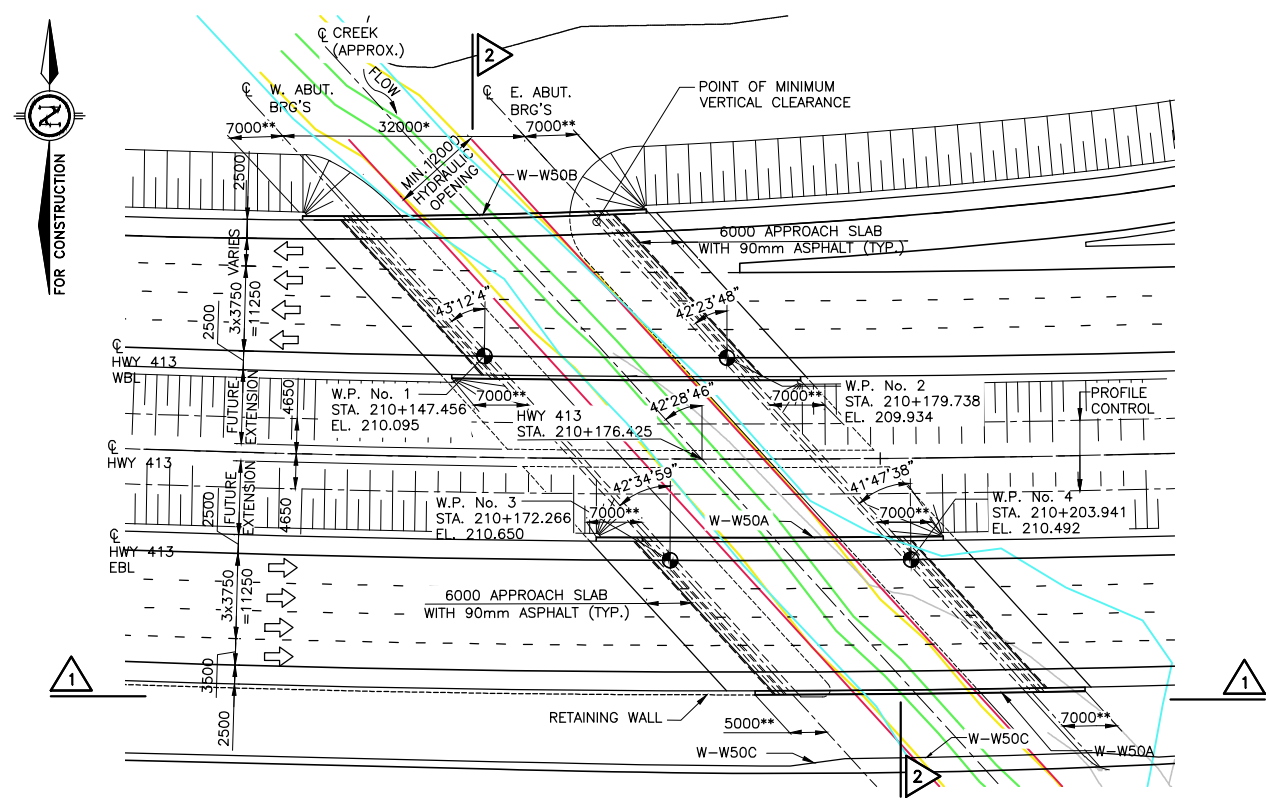 ℄ CREEK
(APPROX.)
FLOW
2
℄ W. ABUT.
BRG'S
℄ E. ABUT.
BRG'S
POINT OF MINIMUM
VERTICAL CLEARANCE
7000**
32000*
7000**
N
FOR CONSTRUCTION
2500
MIN. 12000
HYDRAULIC
OPENING
W-W50B
6000 APPROACH SLAB
WITH 90mm ASPHALT (TYP.)
VARIES
3x3750
=11250
2500
43°12'4"
42°23'48"
℄
HWY 413
WBL
FUTURE
EXTENSION
4650
W.P. No. 1
STA. 210+147.456
EL. 210.095
7000**
HWY 413
STA. 210+176.425
42°28'46"
7000**
W.P. No. 2
STA. 210+179.738
EL. 209.934
PROFILE
CONTROL
℄
HWY 413
FUTURE
EXTENSION
2500
4650
42°34'59"
41°47'38"
W.P. No. 3
STA. 210+172.266
EL. 210.650
7000**
W-W50A
7000**
W.P. No. 4
STA. 210+203.941
EL. 210.492
℄
HWY 413
EBL
3x3750
=11250
6000 APPROACH SLAB
WITH 90mm ASPHALT (TYP.)
1
1
3500
2500
RETAINING WALL
5000**
7000**
W-W50C
W-W50C
W-W50A
2